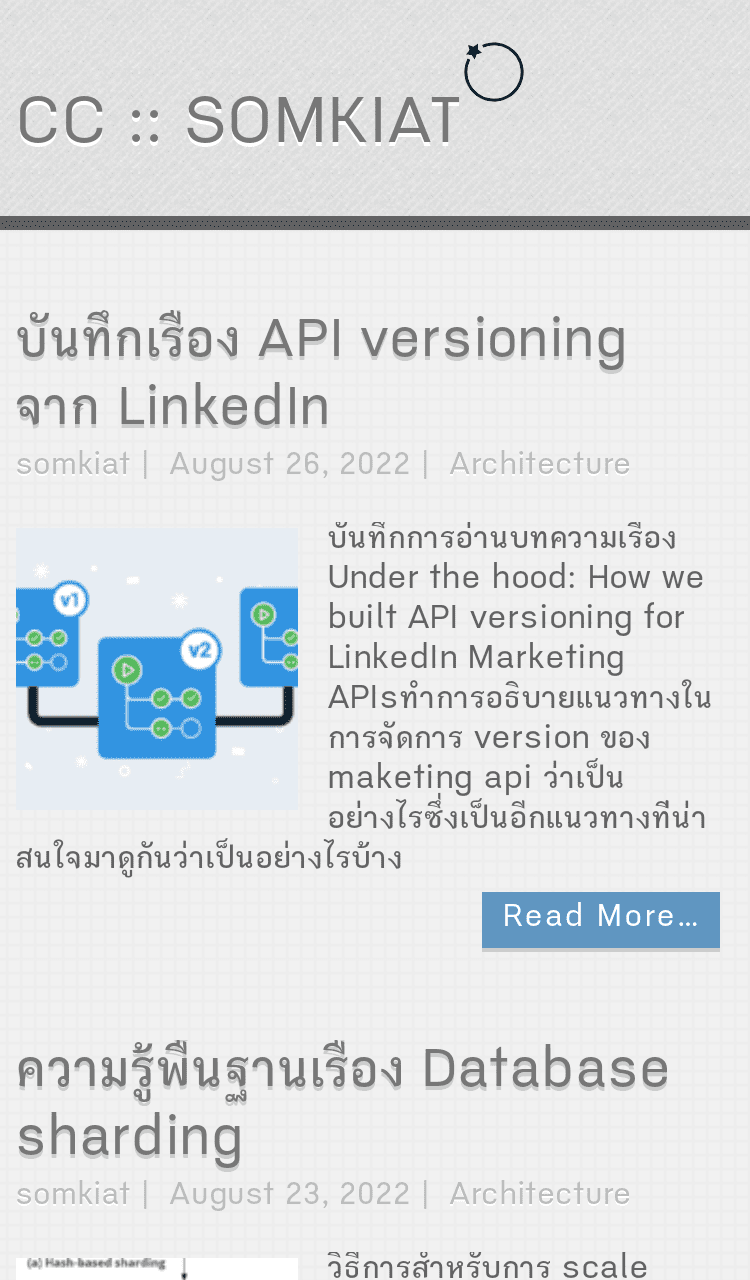 CC :: SOMKIAT
บันทึกเรื่อง API versioning
จาก LinkedIn
somkiat | August 26, 2022 | Architecture
v1
v2
บันทึกการอ่านบทความเรื่อง
Under the hood: How we
built API versioning for
LinkedIn Marketing
APIsทำการอธิบายแนวทางใน
การจัดการ version ของ
maketing api ว่าเป็น
อย่างไรซึ่งเป็นอีกแนวทางที่น่า
สนใจมาดูกันว่าเป็นอย่างไรบ้าง
Read More…
ความรู้พื้นฐานเรื่อง Database
sharding
somkiat | August 23, 2022 | Architecture
(a) Hash-based sharding
วิธีการสำหรับการ scale